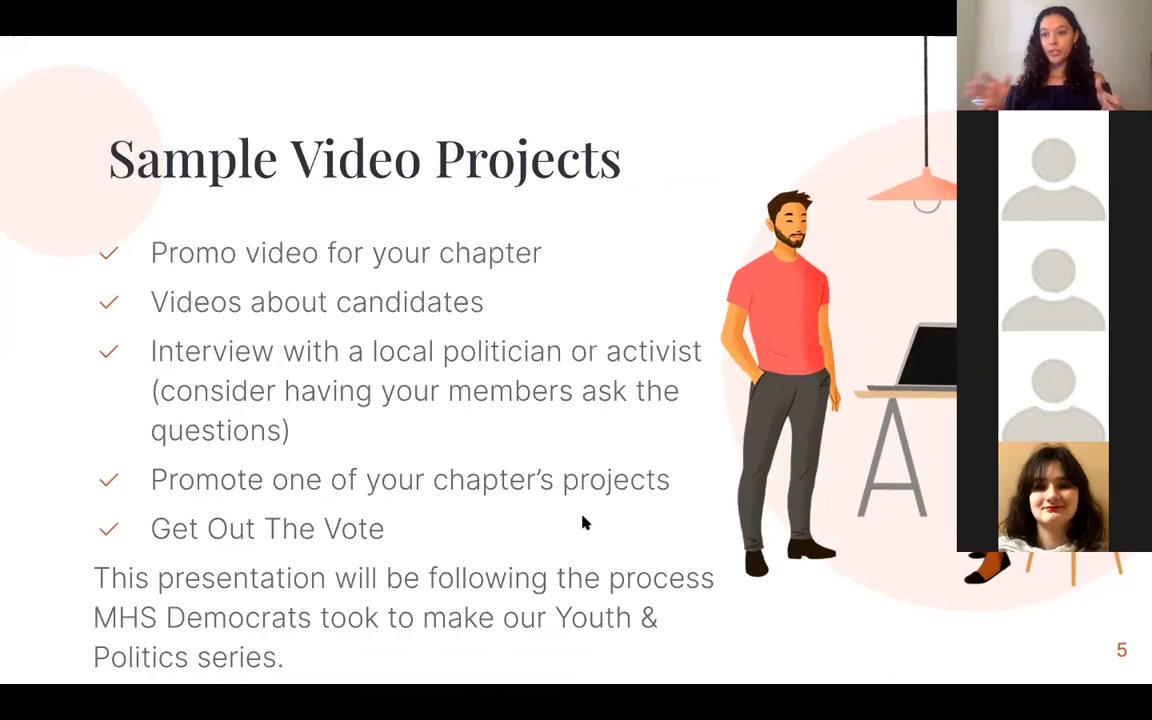 Sample Video Projects
Promo video for your chapter
Videos about candidates
Interview with a local politician or activist
(consider having your members ask the
questions)
Promote one of your chapter’s projects
Get Out The Vote
This presentation will be following the process
MHS Democrats took to make our Youth &
Politics series.
5